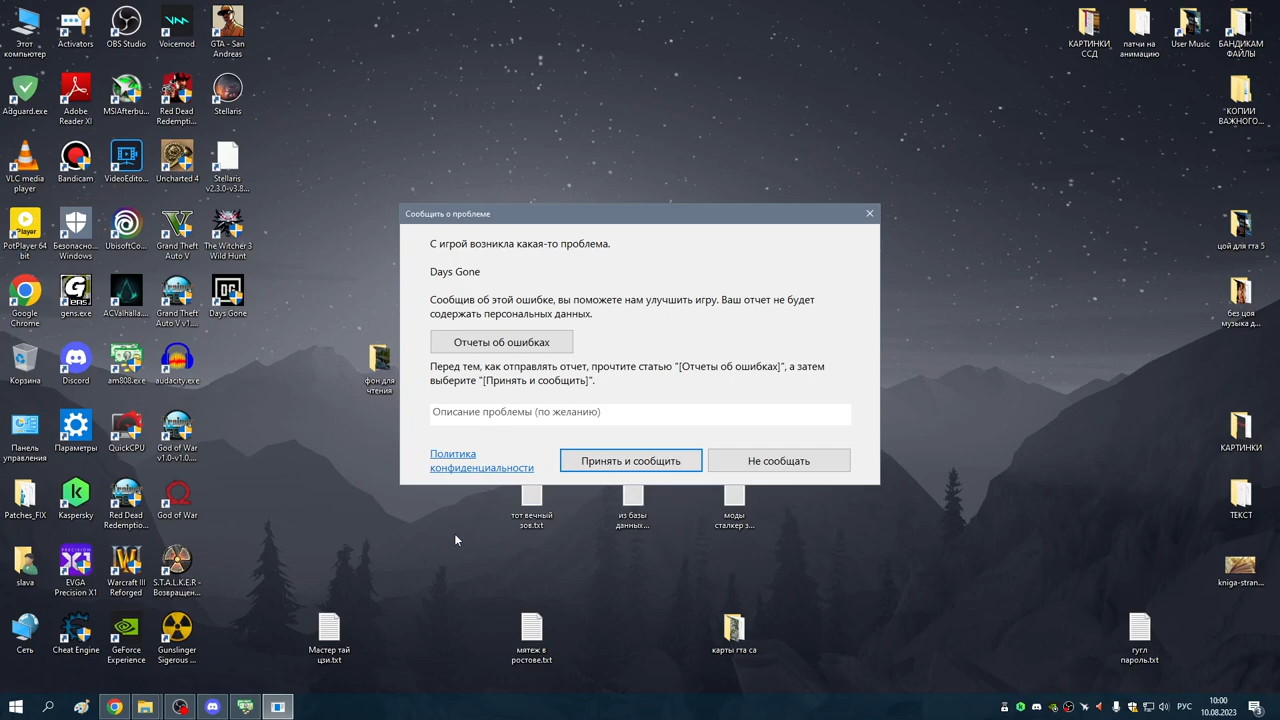 Этот
компьютер
Activators
OBS Studio
Voicemod
GTA - San
Andreas
КАРТИНКИ
ССД
патчи на
анимацию
User Music
БАНДИКАМ
ФАЙЛЫ
Adguard.exe
Adobe
Reader XI
MSIAfterbu...
Red Dead
Redempti...
Stellaris
КОПИИ
ВАЖНОГО...
VLC media
player
Bandicam
VideoEdito...
Uncharted 4
Stellaris
v2.3.0-v3.8...
PotPlayer 64
bit
Безопасно...
Windows
UbisoftCo...
Grand Theft
Auto V
The Witcher 3
Wild Hunt
цой для гта 5
Google
Chrome
gens.exe
ACValhalla....
Grand Theft
Auto V v1....
Days Gone
без цоя
музыка д...
Корзина
Discord
am808.exe
audacity.exe
фон для
чтения
Панель
управления
Параметры
QuickCPU
God of War
v1.0-v1.0....
КАРТИНКИ
Patches_FIX
Kaspersky
Red Dead
Redemptio...
God of War
тот вечный
зов.txt
из базы
данных...
моды
сталкер з...
ТЕКСТ
slava
EVGA
Precision X1
Warcraft III
Reforged
S.T.A.L.K.E.R -
Возвращен...
kniga-stran...
Сеть
Cheat Engine
GeForce
Experience
Gunslinger
Sigerous ...
Мастер тай
цзи.txt
мятеж в
ростове.txt
карты гта са
гугл
пароль.txt
Сообщить о проблеме
С игрой возникла какая-то проблема.
Days Gone
Сообщив об этой ошибке, вы поможете нам улучшить игру. Ваш отчет не будет
содержать персональных данных.
Отчеты об ошибках
Перед тем, как отправлять отчет, прочтите статью "[Отчеты об ошибках]", а затем
выберите "[Принять и сообщить]".
Описание проблемы (по желанию)
Политика
конфиденциальности
Принять и сообщить
Не сообщать
РУС
10:00
10.08.2023
3